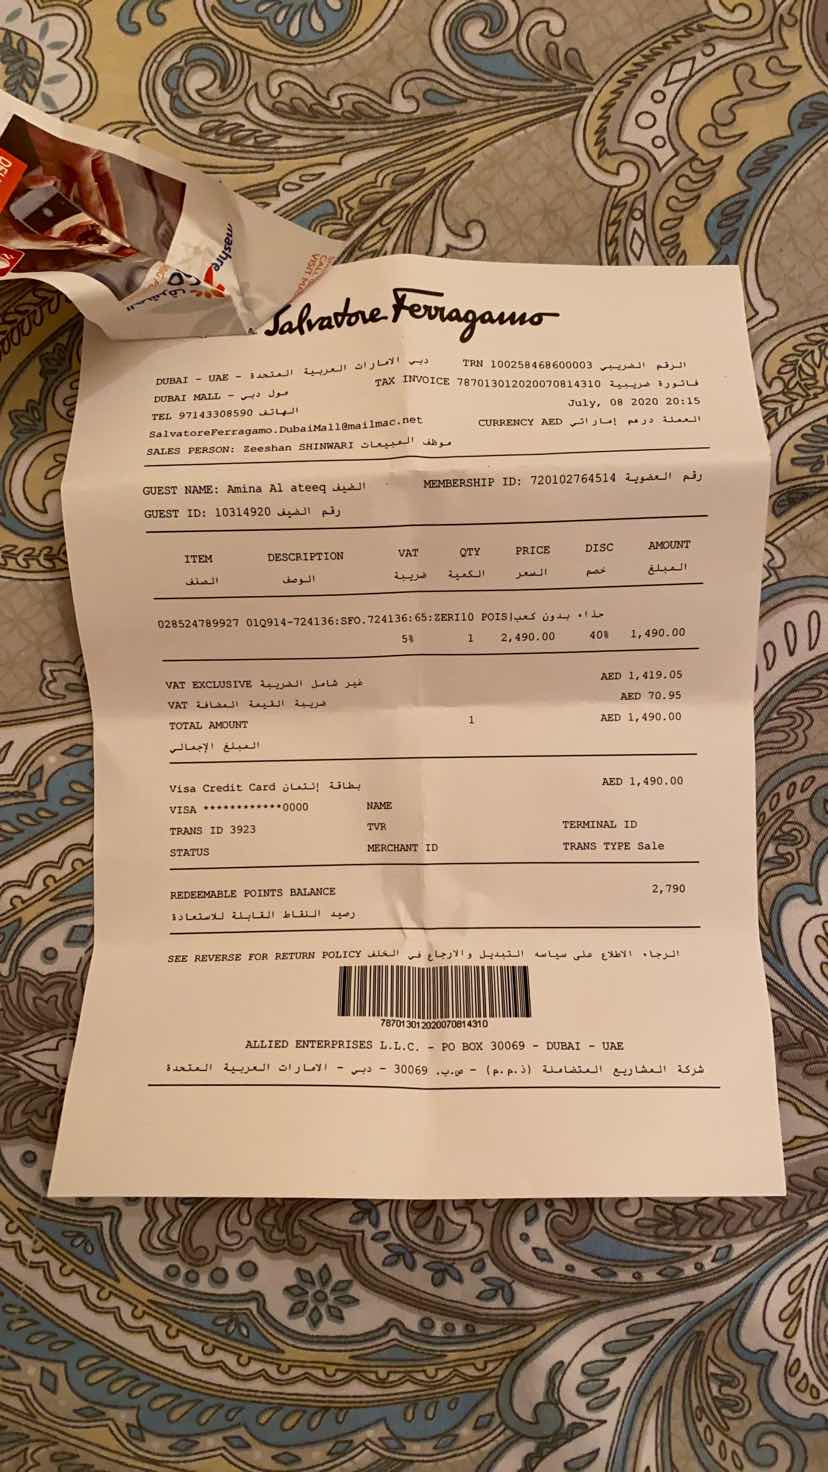 DEL
mashre
المشرق
Salvatore Ferragamo
DUBAI - UAE - دبي الامارات العربية المتحدة
TRN 100258468600003 الرقم الضريبي
DUBAI MALL - مول دبي
TAX INVOICE 787013012020070814310 فاتورة ضريبية
TEL 97143308590 الهاتف
July, 08 2020 20:15
SalvatoreFerragamo.DubaiMall@mailmac.net
CURRENCY AED العملة درهم إماراتي
SALES PERSON: Zeeshan SHINWARI موظف المبيعات
GUEST NAME: Amina Al ateeq الضيف
MEMBERSHIP ID: 720102764514 رقم العضوية
GUEST ID: 10314920 رقم الضيف
ITEM DESCRIPTION VAT QTY PRICE DISC AMOUNT
الصنف الوصف ضريبة الكمية السعر خصم المبلغ
028524789927 01Q914-724136:SFO.724136:65:ZERI10 POIS|حذاء بدون كعب
5% 1 2,490.00 40% 1,490.00
VAT EXCLUSIVE غير شامل الضريبة AED 1,419.05
VAT ضريبة القيمة المضافة AED 70.95
TOTAL AMOUNT 1 AED 1,490.00
المبلغ الإجمالي
Visa Credit Card بطاقة إئتمان AED 1,490.00
VISA ************0000 NAME
TRANS ID 3923 TVR TERMINAL ID
STATUS MERCHANT ID TRANS TYPE Sale
REDEEMABLE POINTS BALANCE 2,790
رصيد النقاط القابلة للاستعادة
SEE REVERSE FOR RETURN POLICY الرجاء الاطلاع على سياسه التبديل والارجاع في الخلف
787013012020070814310
ALLIED ENTERPRISES L.L.C. - PO BOX 30069 - DUBAI - UAE
شركة المشاريع المتضامنة (ذ.م.م) - ص.ب. 30069 - دبي - الامارات العربية المتحدة